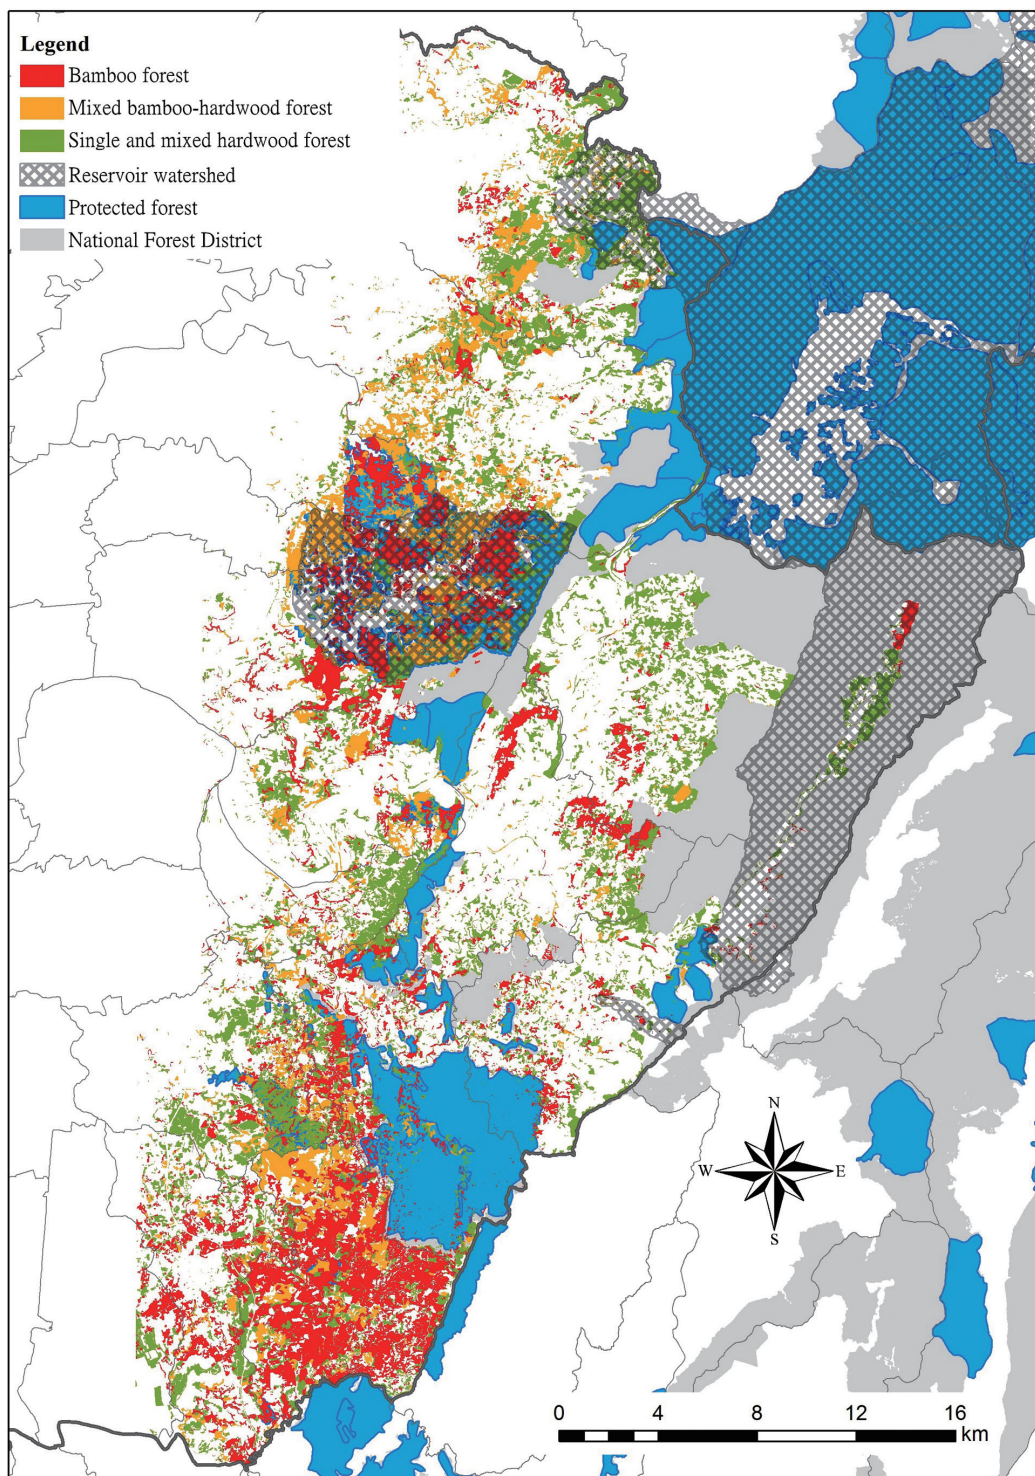 Legend
Bamboo forest
Mixed bamboo-hardwood forest
Single and mixed hardwood forest
Reservoir watershed
Protected forest
National Forest District
N
W E
S
0 4 8 12 16
km